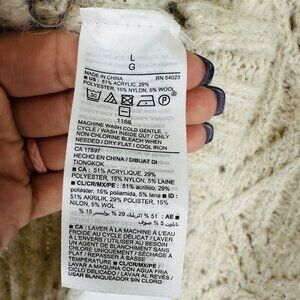 L
G
MADE IN CHINA RN 54023
■ US : 51% ACRYLIC, 29%
POLYESTER, 15% NYLON, 5% WOOL
30
1166
MACHINE WASH COLD GENTLE
CYCLE / WASH INSIDE OUT / ONLY
NON-CHLORINE BLEACH WHEN
NEEDED / DRY FLAT / COOL IRON
CA 17897
HECHO EN CHINA / DIBUAT DI
TIONGKOK
■ CA : 51% ACRYLIQUE, 29%
POLYESTER, 15% NYLON, 5% LAINE
■ CL/CR/MX/PE : 51% acrílico, 29%
poliéster, 15% poliamida, 5% lana ■ ID :
51% AKRILIK, 29% POLIESTER, 15%
NILON, 5% WOL
■ CA : LAVER À LA MACHINE À L'EAU
FROIDE AU CYCLE DÉLICAT / LAVER
À L'ENVERS / UTILISER AU BESOIN
UN AGENT DE BLANCHIMENT SANS
CHLORE UNIQUEMENT / SÉCHAGE À
PLAT / REPASSER À BASSE
TEMPÉRATURE ■ CL/CR/MX/PE :
LAVAR A MÁQUINA CON AGUA FRÍA
CICLO DELICADO / LAVAR AL REVÉS /
USAR BLANQUEADOR SIN CLORO